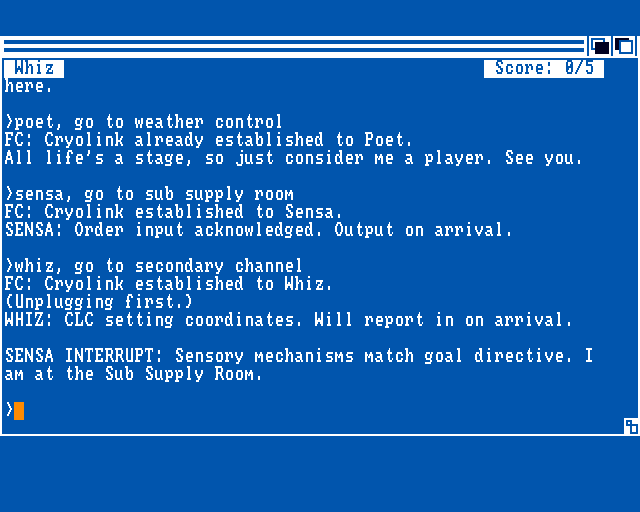 Whiz Score: 0/5
here.
>poet, go to weather control
FC: Cryolink already established to Poet.
All life's a stage, so just consider me a player. See you.
>sensa, go to sub supply room
FC: Cryolink established to Sensa.
SENSA: Order input acknowledged. Output on arrival.
>whiz, go to secondary channel
FC: Cryolink established to Whiz.
(Unplugging first.)
WHIZ: CLC setting coordinates. Will report in on arrival.
SENSA INTERRUPT: Sensory mechanisms match goal directive. I
am at the Sub Supply Room.
>